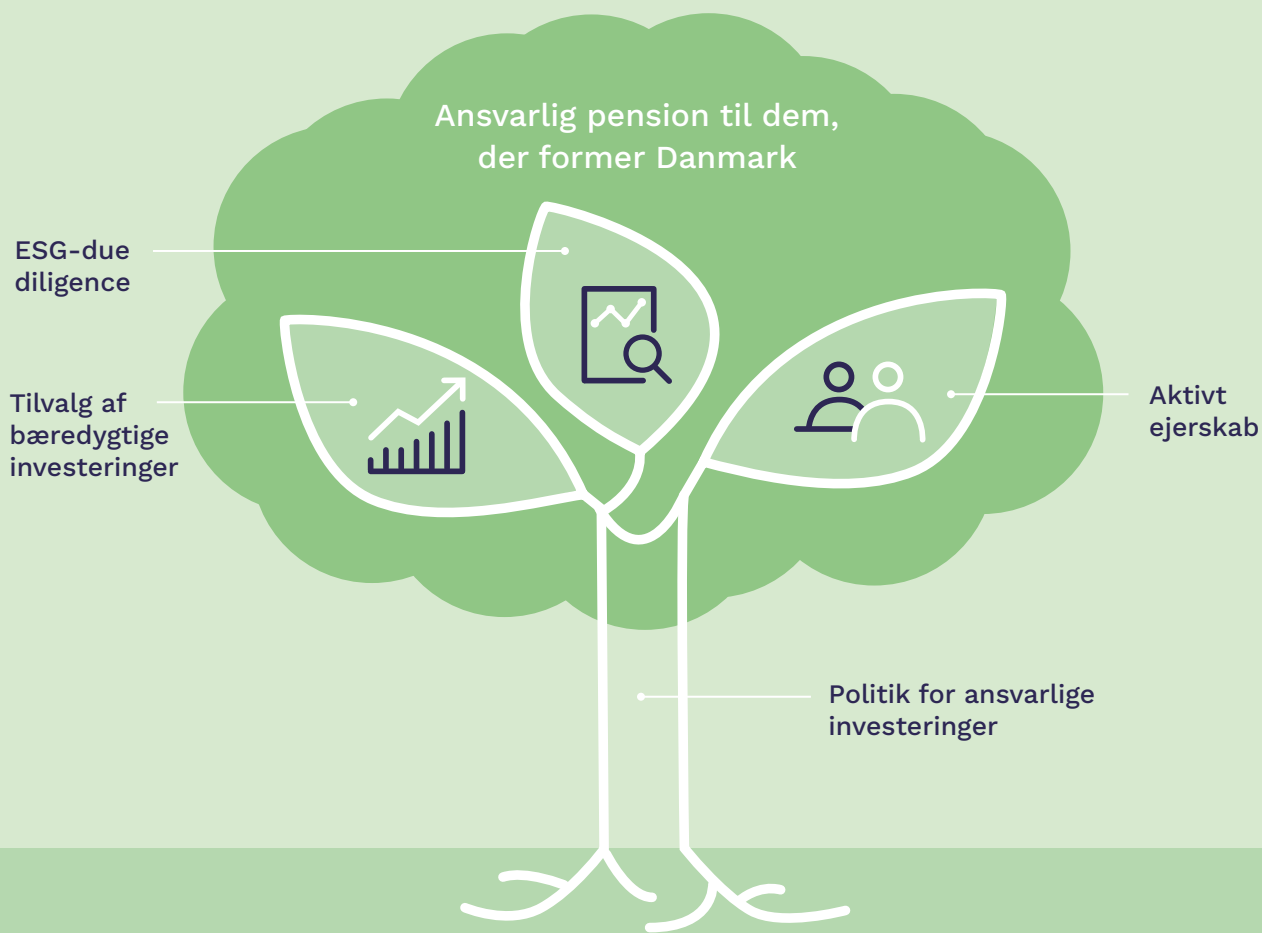 Ansvarlig pension til dem,
der former Danmark
ESG-due
diligence
Tilvalg af
bæredygtige
investeringer
Aktivt
ejerskab
Politik for ansvarlige
investeringer